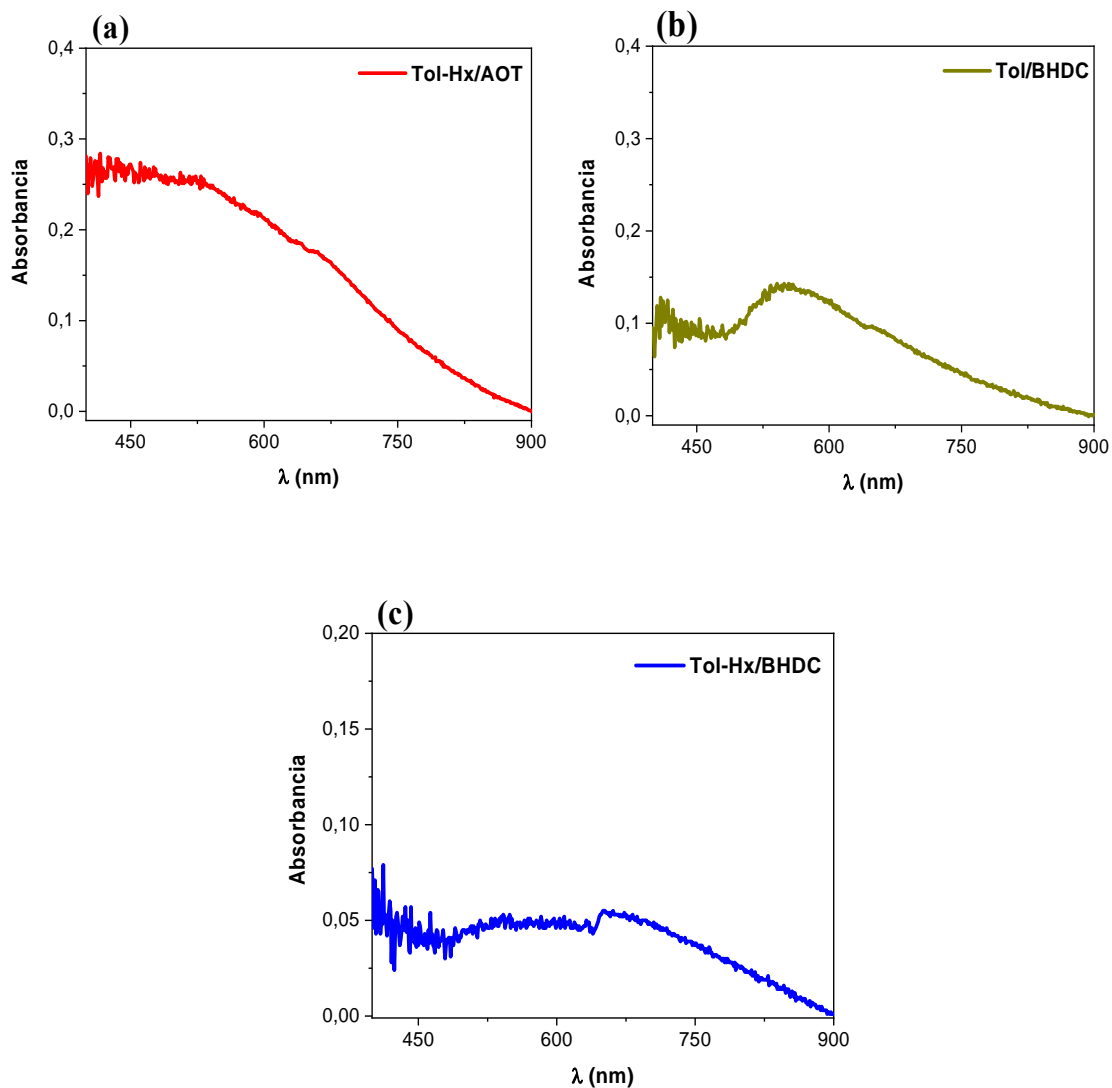 (a)
0,4
0,3
0,2
0,1
0,0
Absorbancia
Tol-Hx/AOT
450 600 750 900
λ (nm)
(b)
0,4
0,3
0,2
0,1
0,0
Absorbancia
Tol/BHDC
450 600 750 900
λ (nm)
(c)
0,20
0,15
0,10
0,05
0,00
Absorbancia
Tol-Hx/BHDC
450 600 750 900
λ (nm)